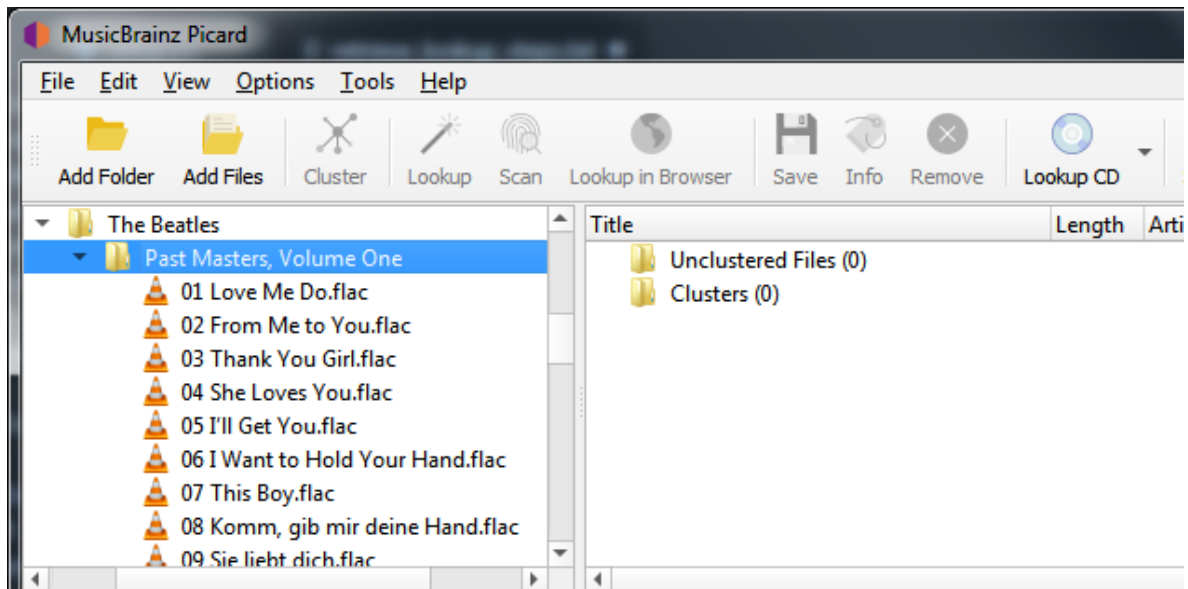 MusicBrainz Picard
File Edit View Options Tools Help
Add Folder Add Files Cluster Lookup Scan Lookup in Browser Save Info Remove Lookup CD
The Beatles
Past Masters, Volume One
01 Love Me Do.flac
02 From Me to You.flac
03 Thank You Girl.flac
04 She Loves You.flac
05 I'll Get You.flac
06 I Want to Hold Your Hand.flac
07 This Boy.flac
08 Komm, gib mir deine Hand.flac
09 Sie liebt dich.flac
Title Length Arti
Unclustered Files (0)
Clusters (0)